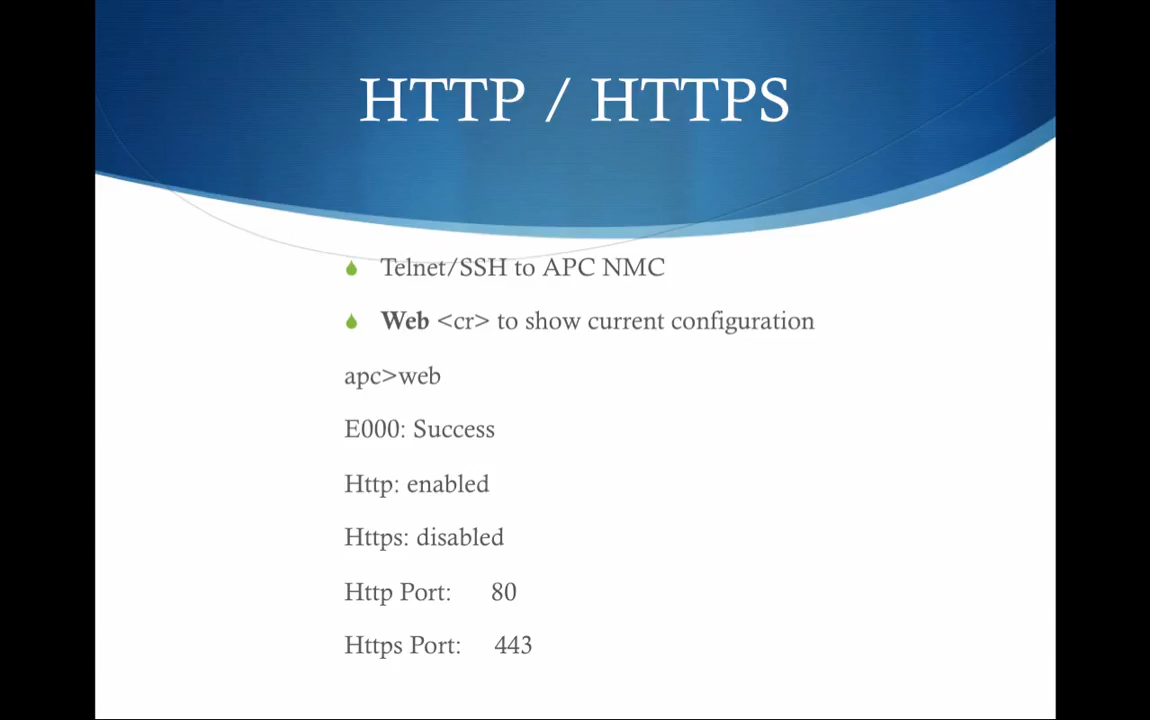 HTTP / HTTPS
Telnet/SSH to APC NMC
Web <cr> to show current configuration
apc>web
E000: Success
Http: enabled
Https: disabled
Http Port: 80
Https Port: 443